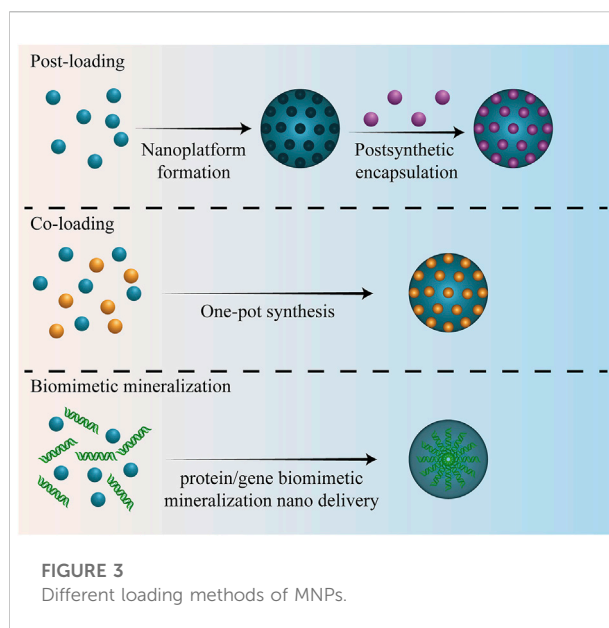 Post-loading
Nanoplatform
formation
Postsynthetic
encapsulation
Co-loading
One-pot synthesis
Biomimetic mineralization
protein/gene biomimetic
mineralization nano delivery
FIGURE 3
Different loading methods of MNPs.